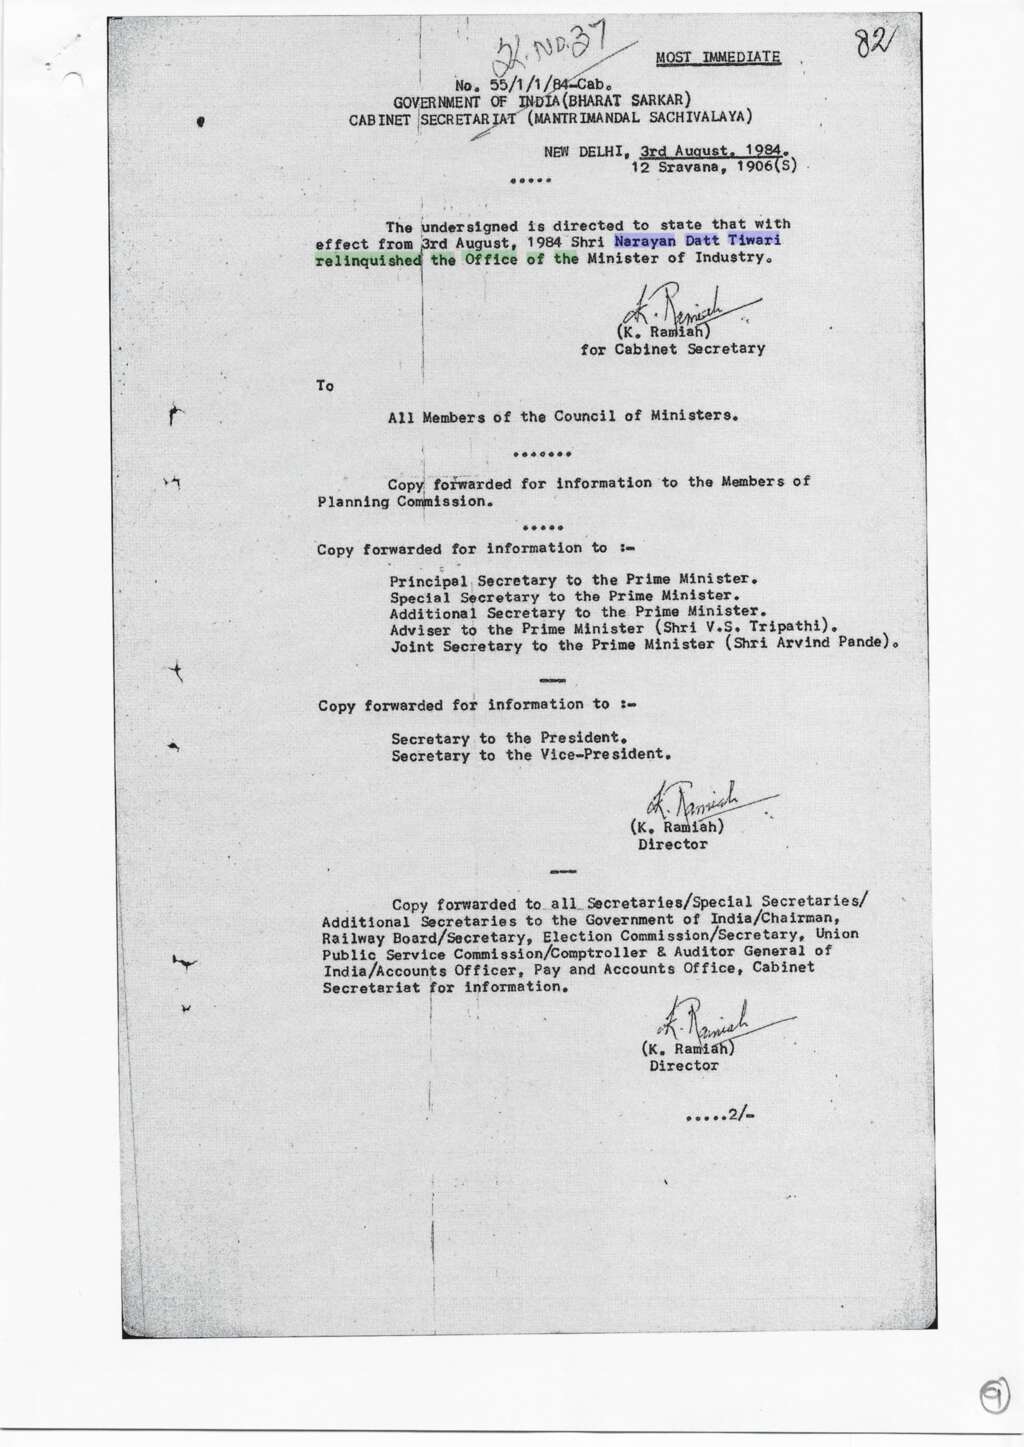 82
Sl. No. 37
MOST IMMEDIATE
No. 55/1/1/84-Cab.
GOVERNMENT OF INDIA(BHARAT SARKAR)
CABINET SECRETARIAT (MANTRIMANDAL SACHIVALAYA)
NEW DELHI, 3rd August, 1984.
12 Sravana, 1906(S)
*****
The undersigned is directed to state that with
effect from 3rd August, 1984 Shri Narayan Datt Tiwari
relinquished the Office of the Minister of Industry.
K. Ramiah
(K. Ramiah)
for Cabinet Secretary
To
All Members of the Council of Ministers.
*******
Copy forwarded for information to the Members of
Planning Commission.
*****
Copy forwarded for information to :-
Principal Secretary to the Prime Minister.
Special Secretary to the Prime Minister.
Additional Secretary to the Prime Minister.
Adviser to the Prime Minister (Shri V.S. Tripathi).
Joint Secretary to the Prime Minister (Shri Arvind Pande).
Copy forwarded for information to :-
Secretary to the President.
Secretary to the Vice-President.
K. Ramiah
(K. Ramiah)
Director
Copy forwarded to all Secretaries/Special Secretaries/
Additional Secretaries to the Government of India/Chairman,
Railway Board/Secretary, Election Commission/Secretary, Union
Public Service Commission/Comptroller & Auditor General of
India/Accounts Officer, Pay and Accounts Office, Cabinet
Secretariat for information.
K. Ramiah
(K. Ramiah)
Director
.....2/-
9